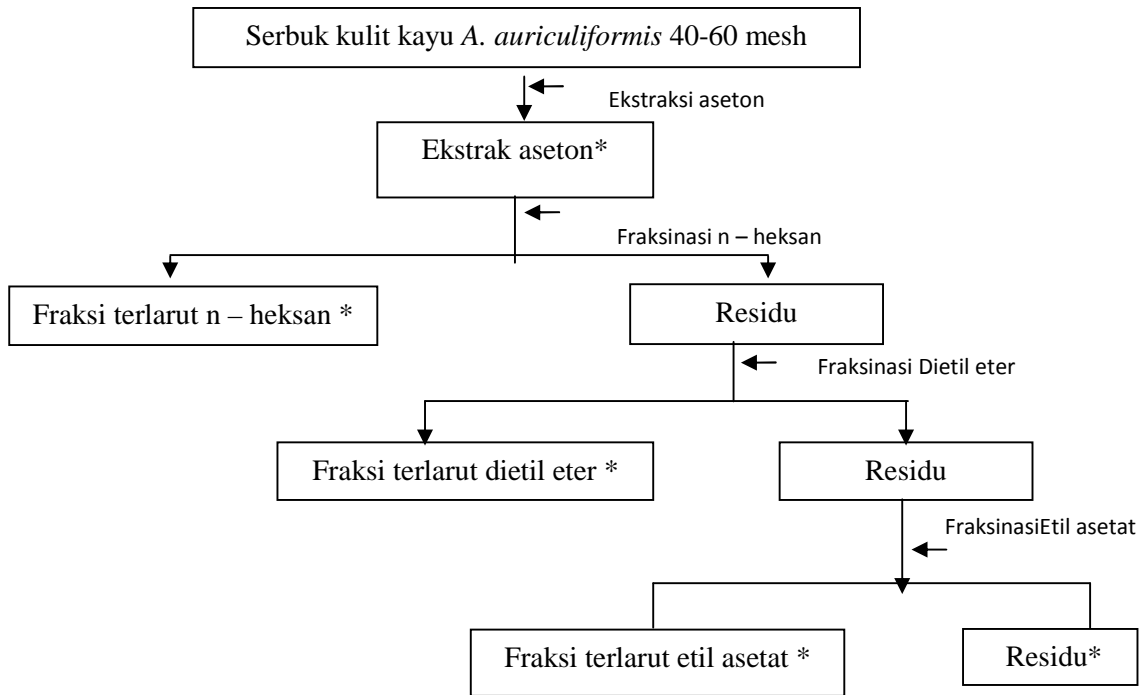 Serbuk kulit kayu A. auriculiformis 40-60 mesh
Ekstraksi aseton
Ekstrak aseton*
Fraksinasi n – heksan
Fraksi terlarut n – heksan *
Residu
Fraksinasi Dietil eter
Fraksi terlarut dietil eter *
Residu
FraksinasiEtil asetat
Fraksi terlarut etil asetat *
Residu*